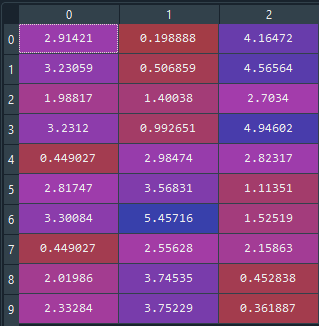 0 1 2
0 2.91421 0.198888 4.16472
1 3.23059 0.506859 4.56564
2 1.98817 1.40038 2.7034
3 3.2312 0.992651 4.94602
4 0.449027 2.98474 2.82317
5 2.81747 3.56831 1.11351
6 3.30084 5.45716 1.52519
7 0.449027 2.55628 2.15863
8 2.01986 3.74535 0.452838
9 2.33284 3.75229 0.361887